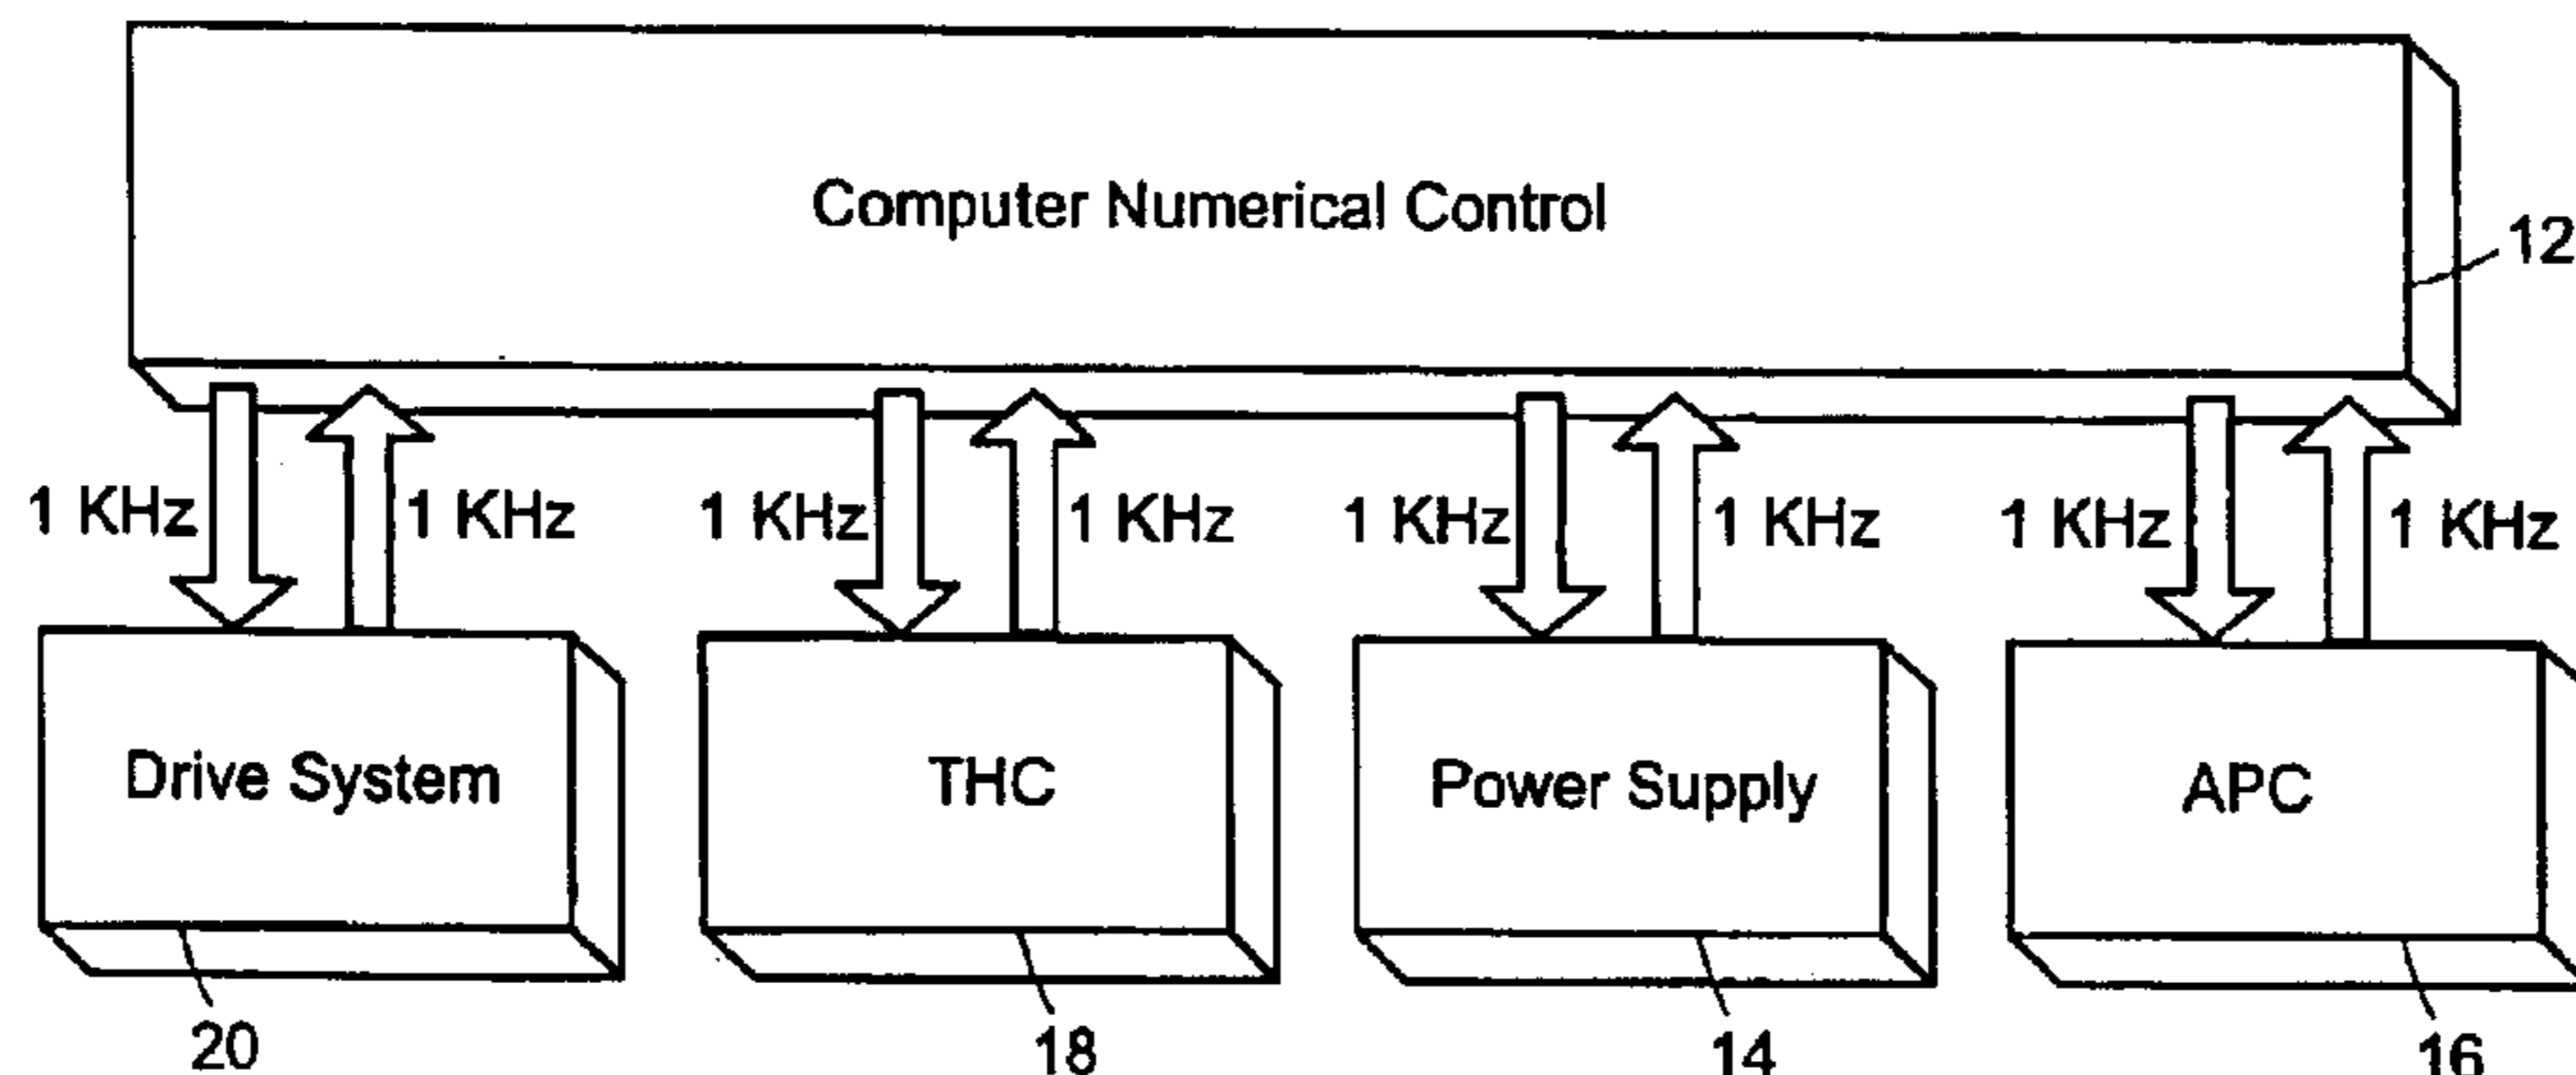 Computer Numerical Control
12
1 KHz 1 KHz 1 KHz 1 KHz 1 KHz 1 KHz 1 KHz 1 KHz
Drive System THC Power Supply APC
20 18 14 16